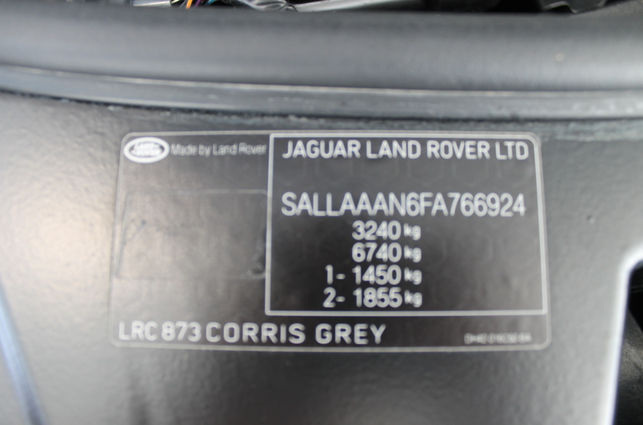 LAND ROVER
Made by Land Rover
JAGUAR LAND ROVER LTD
SALLAAAN6FA766924
3240 kg
6740 kg
1- 1450 kg
2- 1855 kg
LRC 873 CORRIS GREY